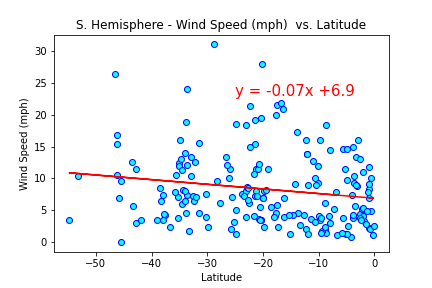 S. Hemisphere - Wind Speed (mph) vs. Latitude
30
25
y = -0.07x +6.9
20
15
10
5
0
Wind Speed (mph)
−50 −40 −30 −20 −10 0
Latitude